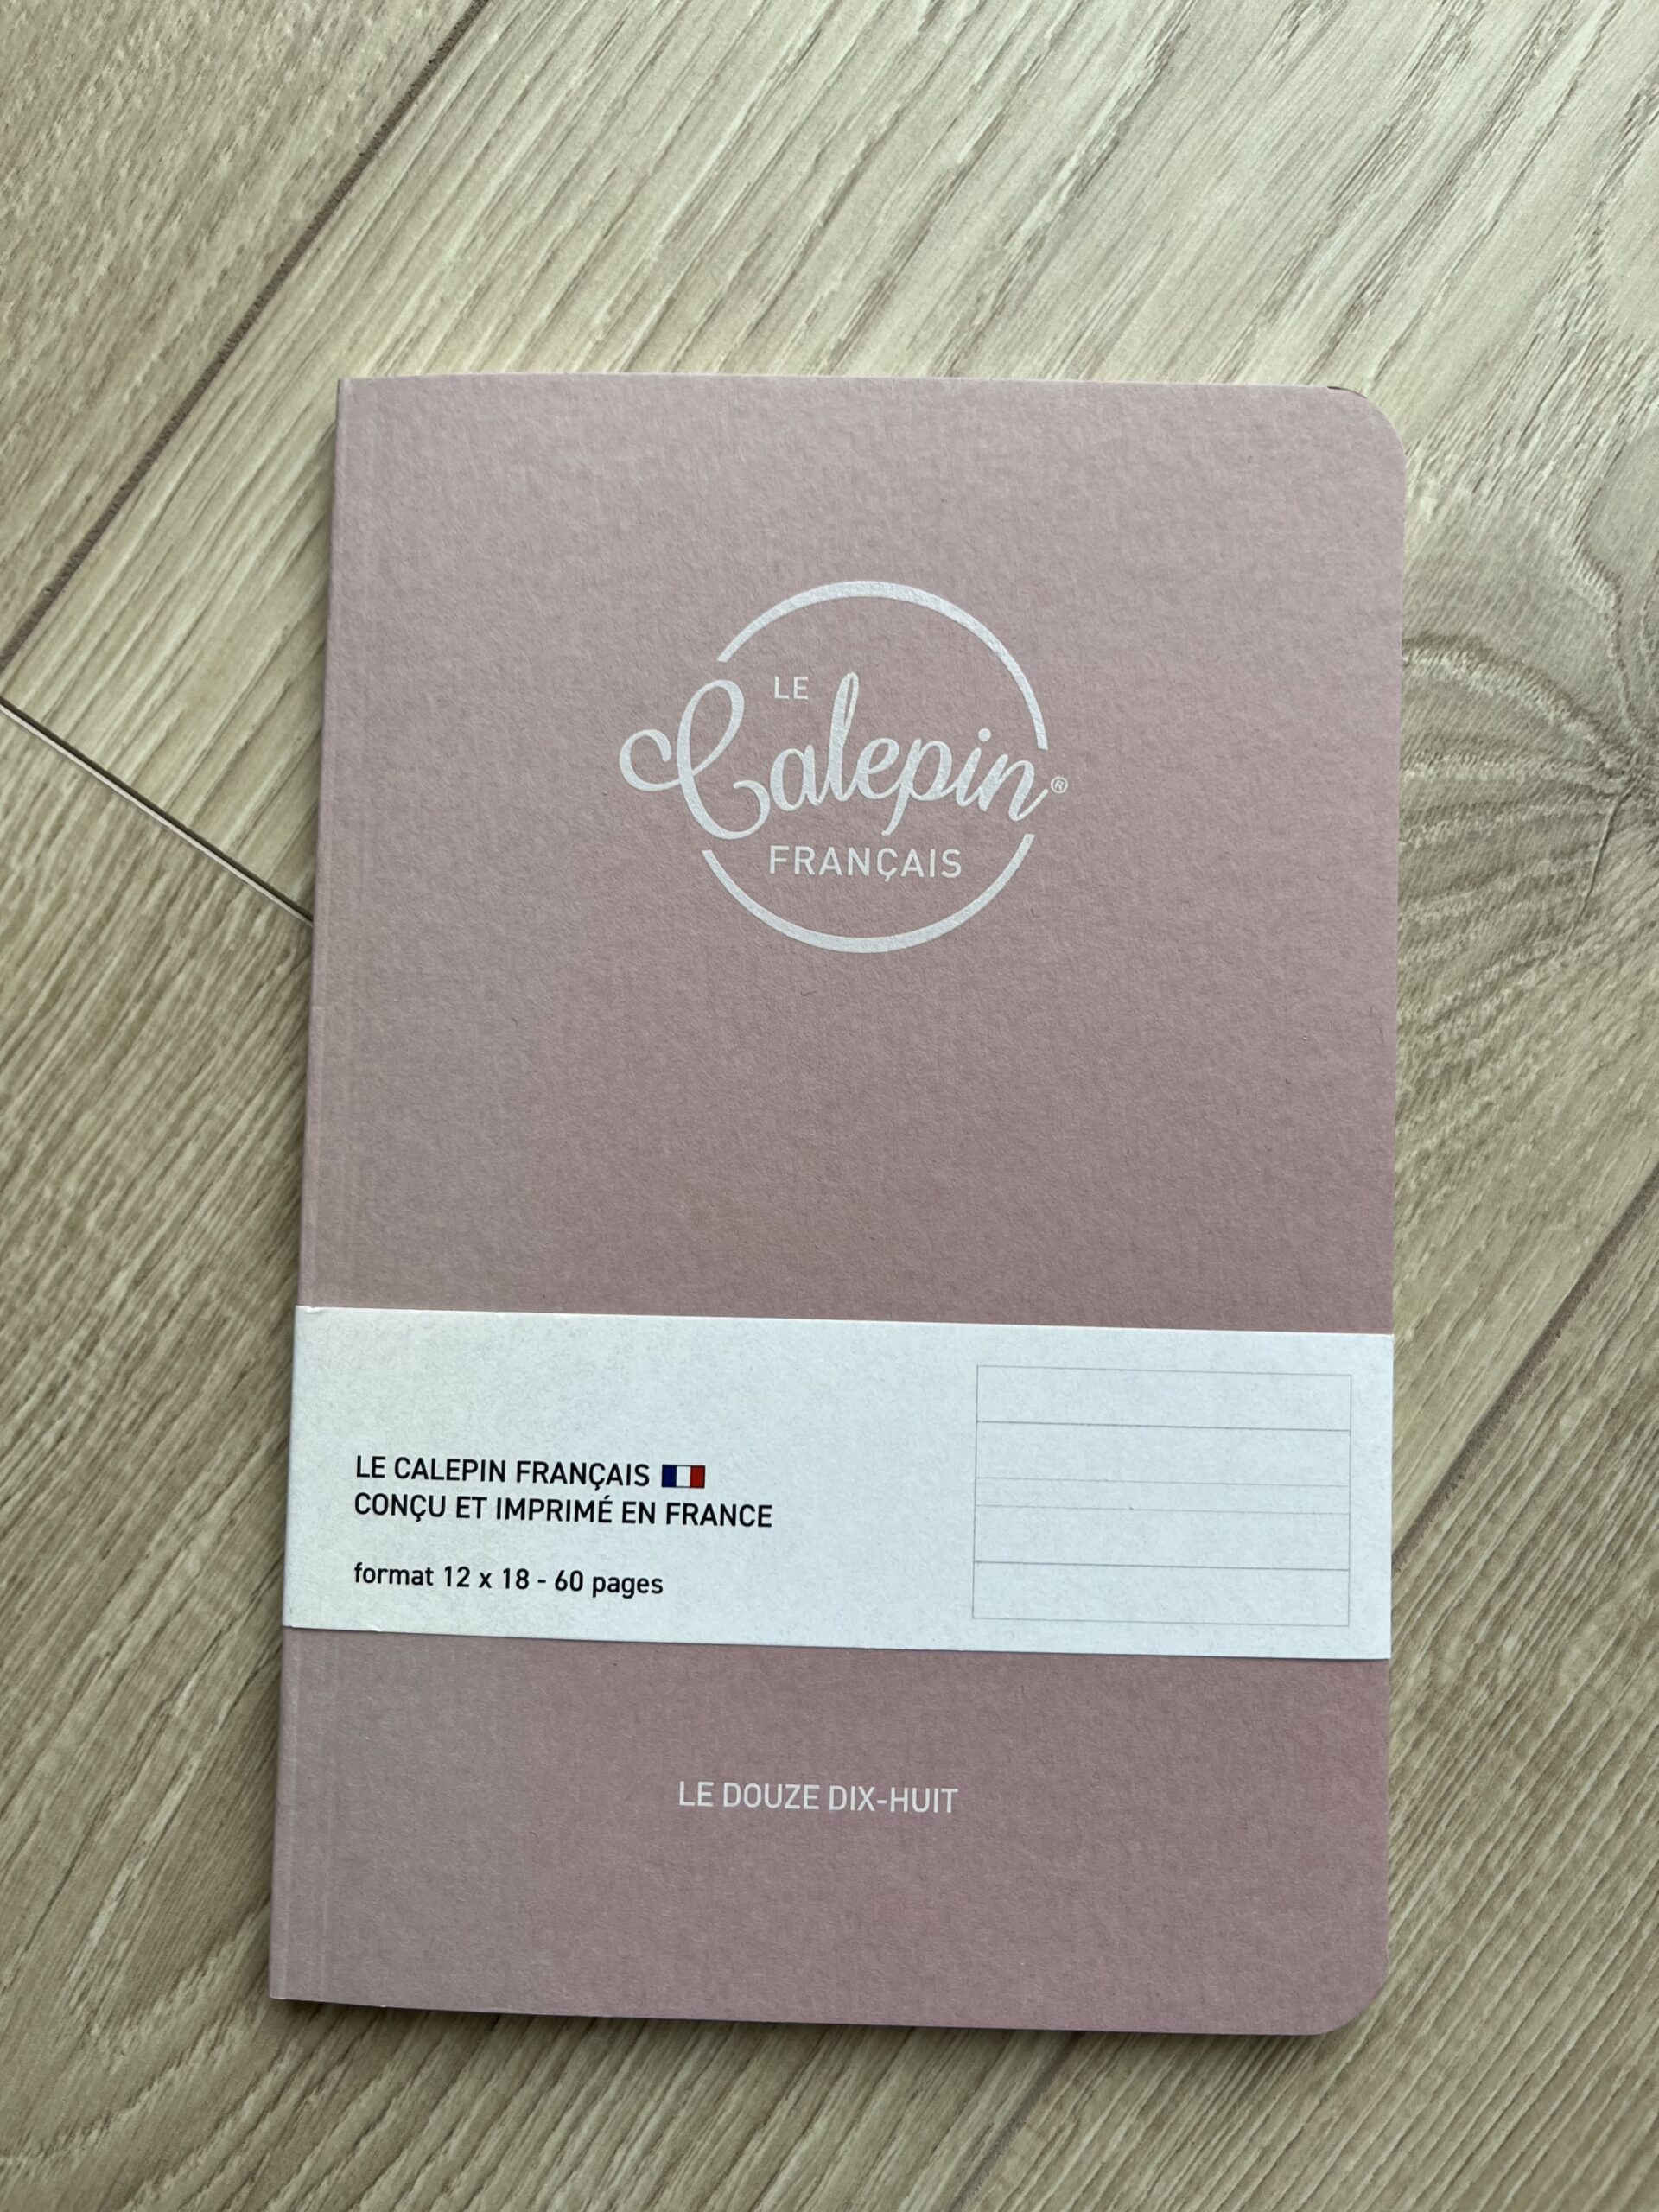 LE
Calepin®
FRANÇAIS
LE CALEPIN FRANÇAIS
CONÇU ET IMPRIMÉ EN FRANCE
format 12 x 18 - 60 pages
LE DOUZE DIX-HUIT